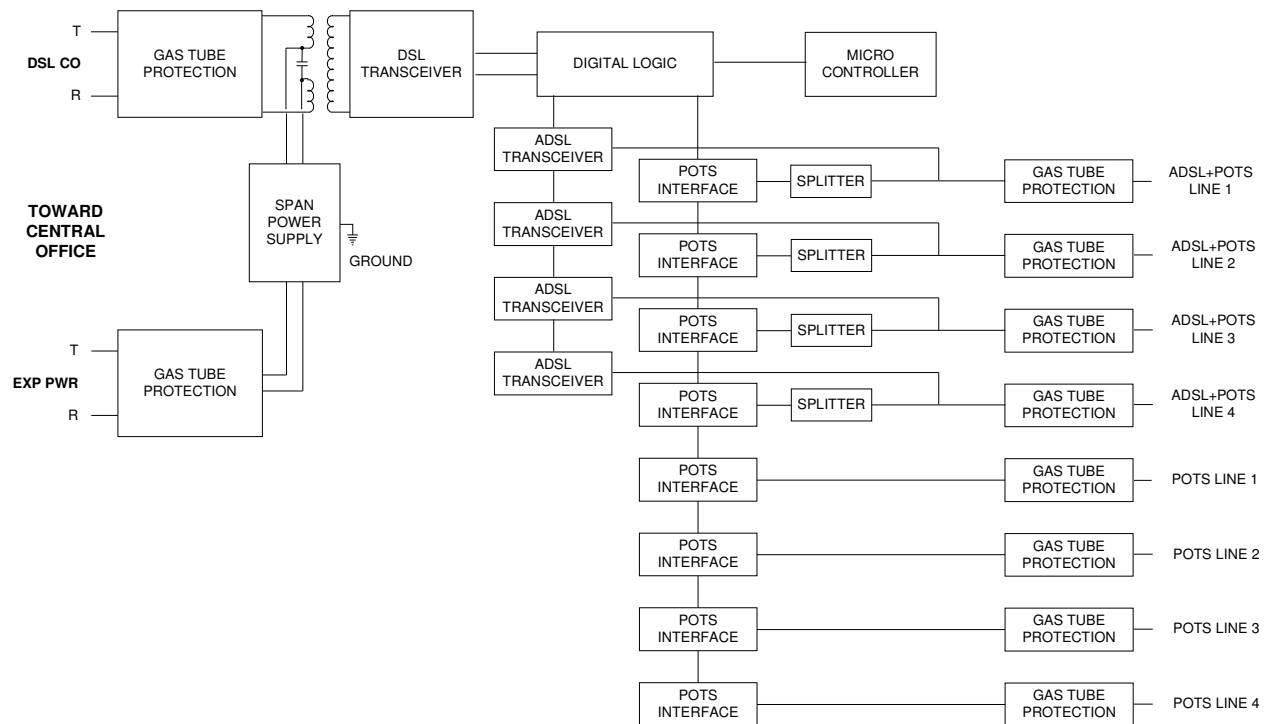 T
DSL CO
R
GAS TUBE
PROTECTION
DSL
TRANSCEIVER
DIGITAL LOGIC
MICRO
CONTROLLER
TOWARD
CENTRAL
OFFICE
SPAN
POWER
SUPPLY
GROUND
T
EXP PWR
R
GAS TUBE
PROTECTION
ADSL
TRANSCEIVER
POTS
INTERFACE
SPLITTER
GAS TUBE
PROTECTION
ADSL+POTS
LINE 1
ADSL
TRANSCEIVER
POTS
INTERFACE
SPLITTER
GAS TUBE
PROTECTION
ADSL+POTS
LINE 2
ADSL
TRANSCEIVER
POTS
INTERFACE
SPLITTER
GAS TUBE
PROTECTION
ADSL+POTS
LINE 3
ADSL
TRANSCEIVER
POTS
INTERFACE
SPLITTER
GAS TUBE
PROTECTION
ADSL+POTS
LINE 4
POTS
INTERFACE
GAS TUBE
PROTECTION
POTS LINE 1
POTS
INTERFACE
GAS TUBE
PROTECTION
POTS LINE 2
POTS
INTERFACE
GAS TUBE
PROTECTION
POTS LINE 3
POTS
INTERFACE
GAS TUBE
PROTECTION
POTS LINE 4